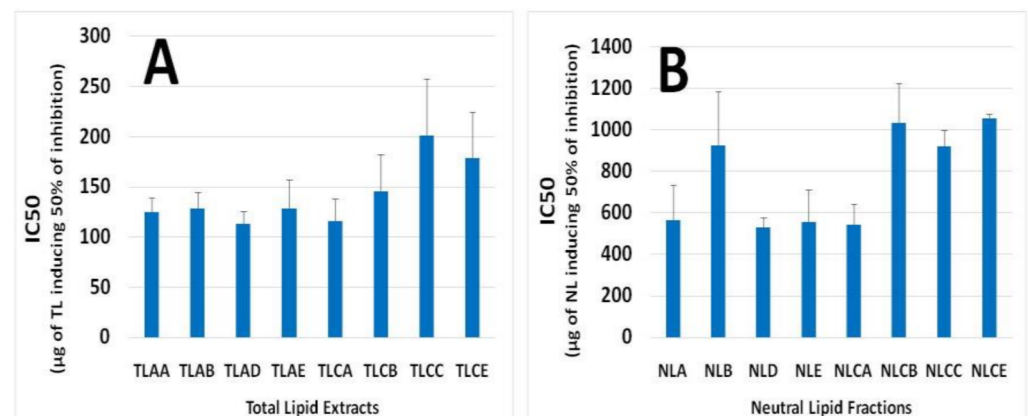 A
IC50
(µg of TL inducing 50% of inhibition)
300
250
200
150
100
50
0
TLAA TLAB TLAD TLAE TLCA TLCB TLCC TLCE
Total Lipid Extracts
B
IC50
(µg of NL inducing 50% of inhibition)
1400
1200
1000
800
600
400
200
0
NLA NLB NLD NLE NLCA NLCB NLCC NLCE
Neutral Lipid Fractions